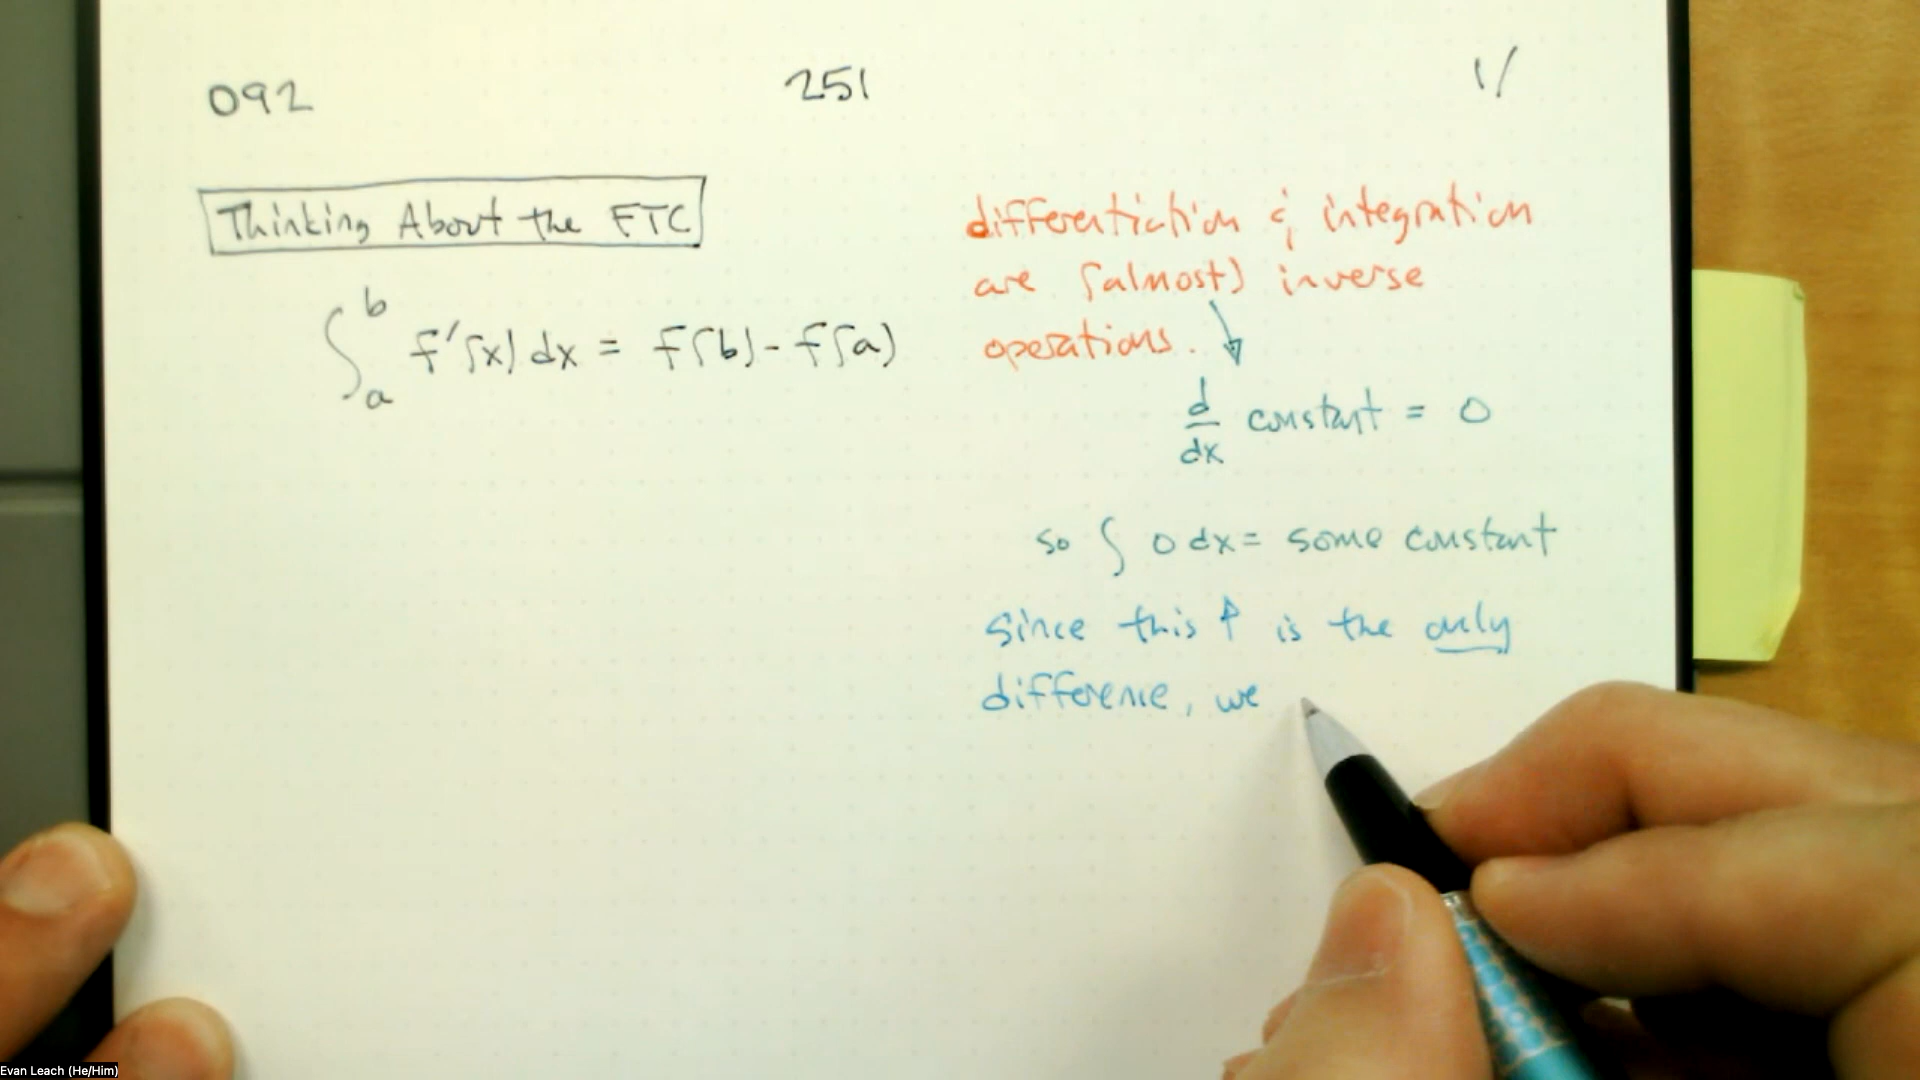 092 251 1/
Thinking About the FTC
∫_a^b f'(x) dx = f(b) - f(a)
differentiation & integration
are (almost) inverse
operations.
d/dx constant = 0
so ∫ 0 dx = some constant
since this ↑ is the only
difference, we
Evan Leach (He/Him)